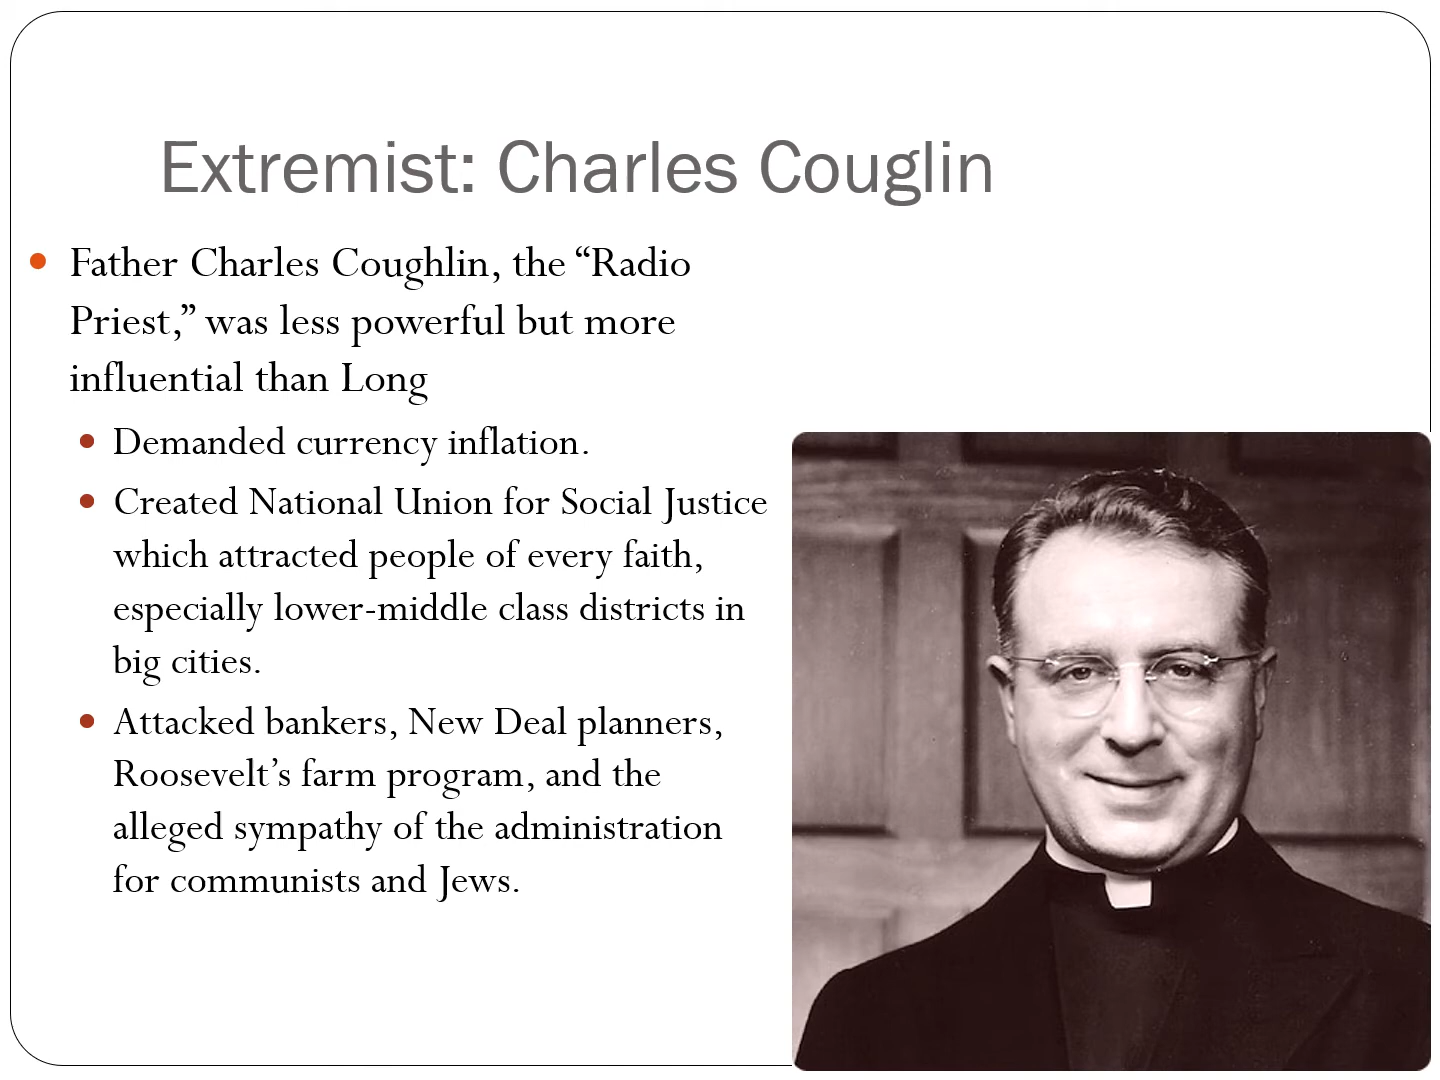 Extremist: Charles Couglin
Father Charles Coughlin, the “Radio
Priest,” was less powerful but more
influential than Long
Demanded currency inflation.
Created National Union for Social Justice
which attracted people of every faith,
especially lower-middle class districts in
big cities.
Attacked bankers, New Deal planners,
Roosevelt’s farm program, and the
alleged sympathy of the administration
for communists and Jews.